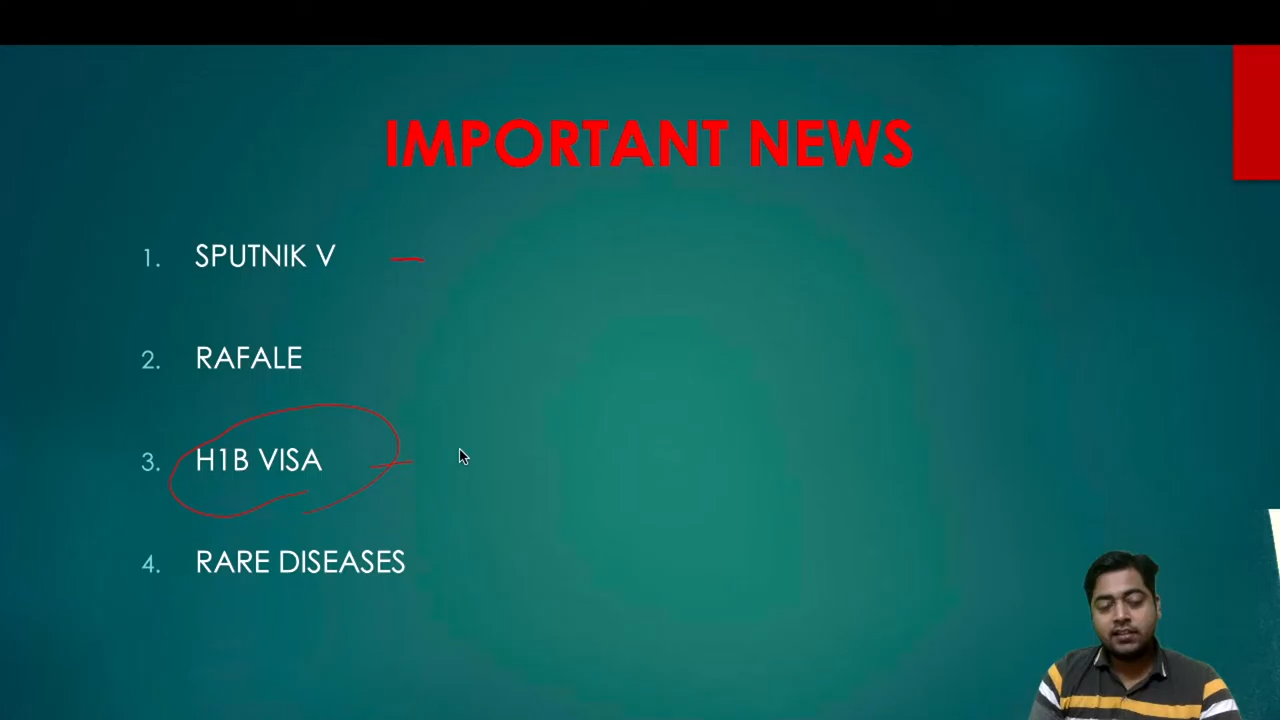 IMPORTANT NEWS
1. SPUTNIK V
2. RAFALE
3. H1B VISA
4. RARE DISEASES